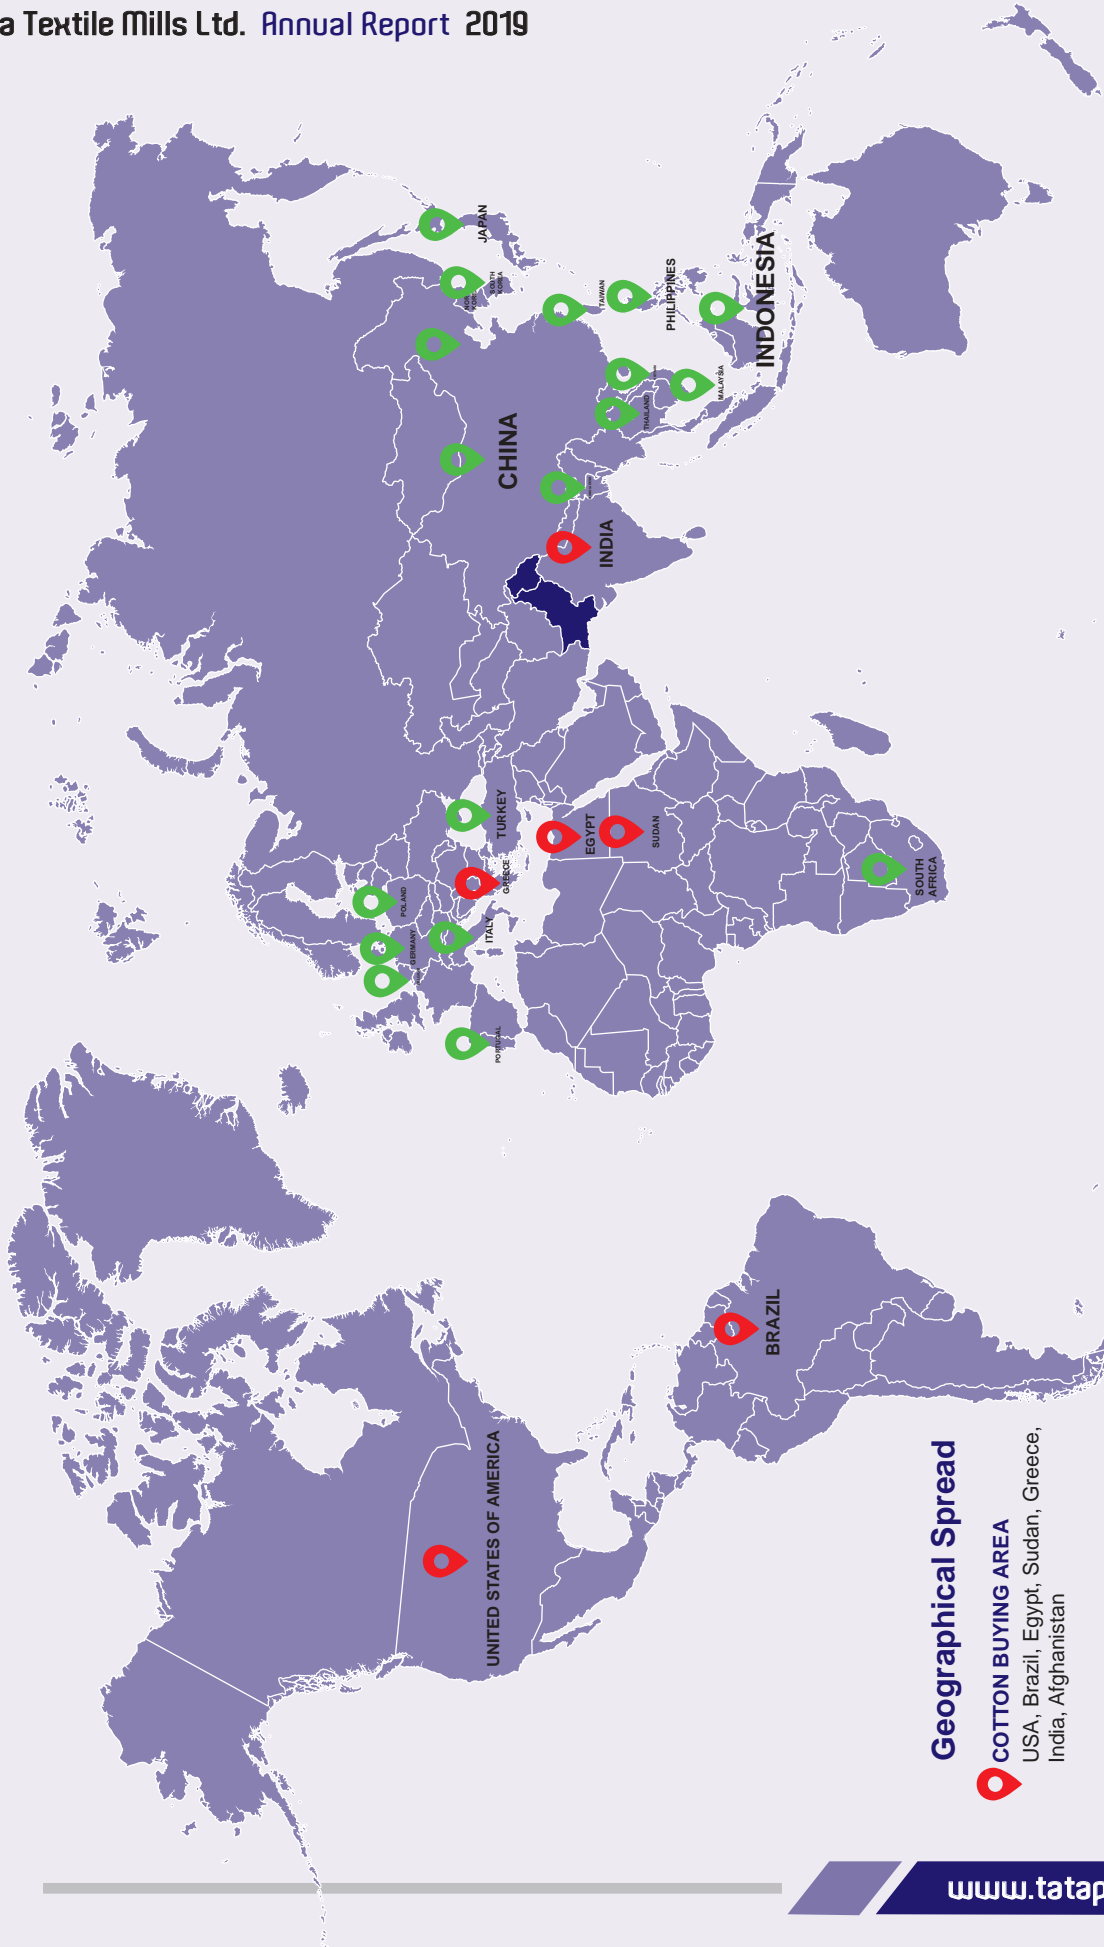 a Textile Mills Ltd. Annual Report 2019
JAPAN
SOUTH
KOREA
TAIWAN
PHILIPPINES
INDONESIA
MALAYSIA
THAILAND
CHINA
INDIA
TURKEY
EGYPT
SUDAN
GREECE
POLAND
ITALY
GERMANY
PORTUGAL
SOUTH
AFRICA
BRAZIL
UNITED STATES OF AMERICA
Geographical Spread
COTTON BUYING AREA
USA, Brazil, Egypt, Sudan, Greece,
India, Afghanistan
www.tatap